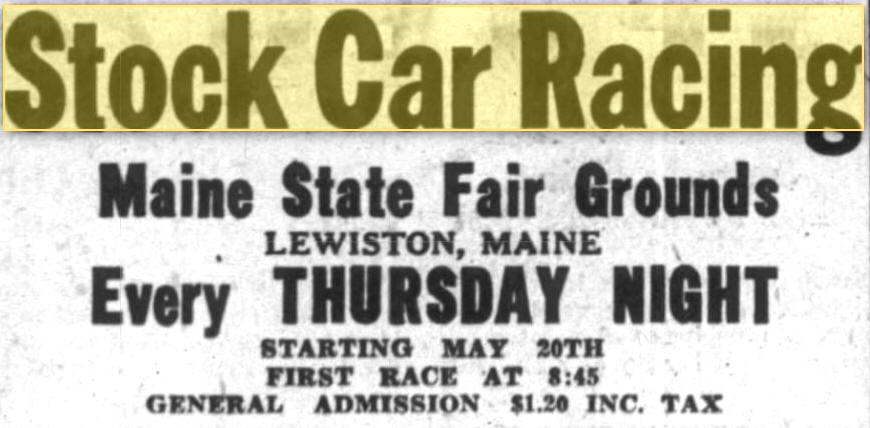 Stock Car Racing
Maine State Fair Grounds
LEWISTON, MAINE
Every THURSDAY NIGHT
STARTING MAY 20TH
FIRST RACE AT 8:45
GENERAL ADMISSION $1.20 INC. TAX